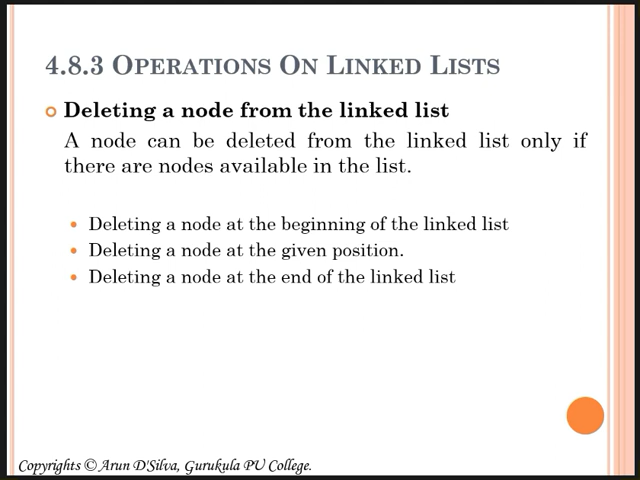 4.8.3 OPERATIONS ON LINKED LISTS
Deleting a node from the linked list
A node can be deleted from the linked list only if
there are nodes available in the list.
Deleting a node at the beginning of the linked list
Deleting a node at the given position.
Deleting a node at the end of the linked list
Copyrights © Arun D'Silva, Gurukula PU College.